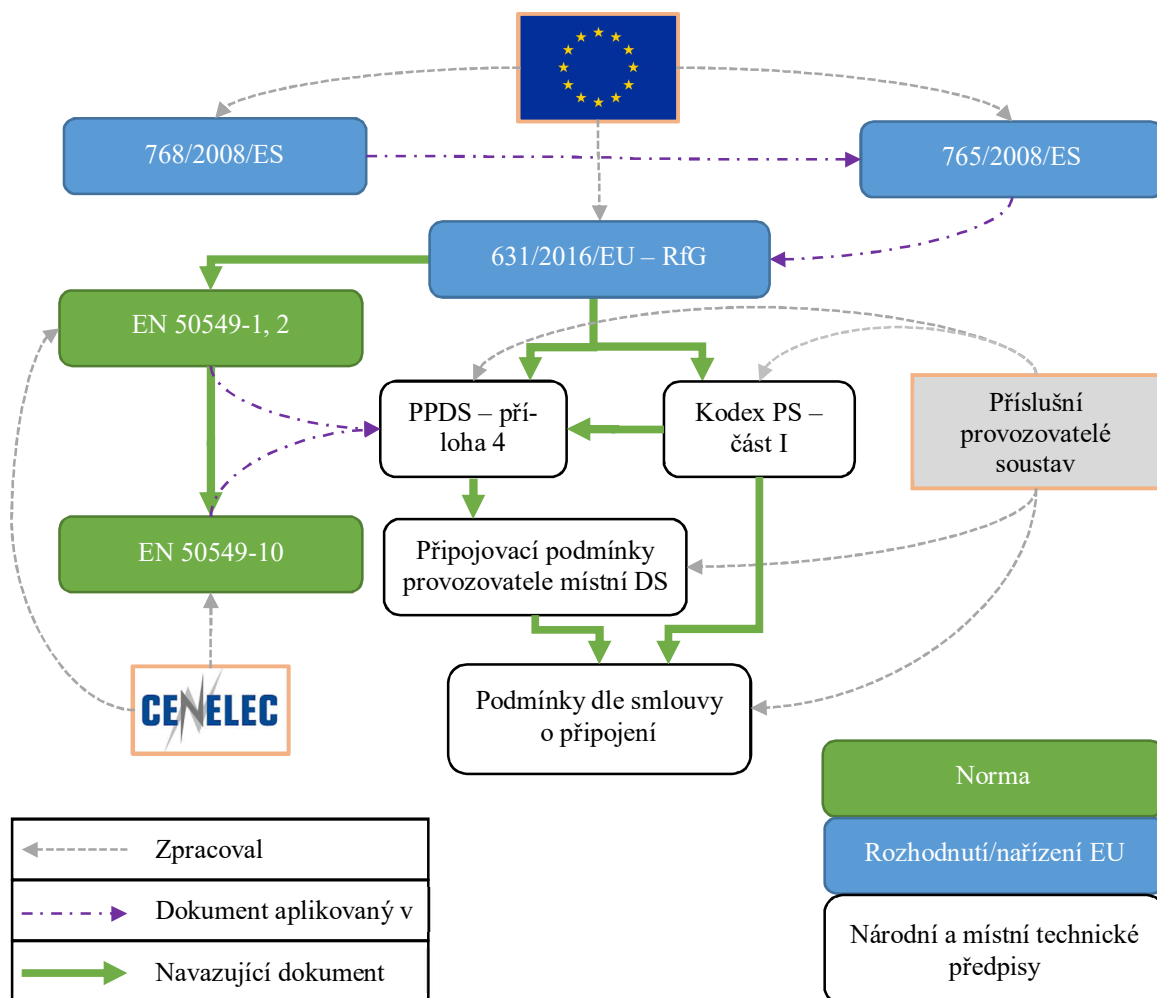 768/2008/ES
765/2008/ES
631/2016/EU – RfG
EN 50549-1, 2
PPDS – pří-
loha 4
Kodex PS –
část I
Příslušní
provozovatelé
soustav
EN 50549-10
Připojovací podmínky
provozovatele místní DS
CENELEC
Podmínky dle smlouvy
o připojení
Norma
Rozhodnutí/nařízení EU
Národní a místní technické
předpisy
Zpracoval
Dokument aplikovaný v
Navazující dokument